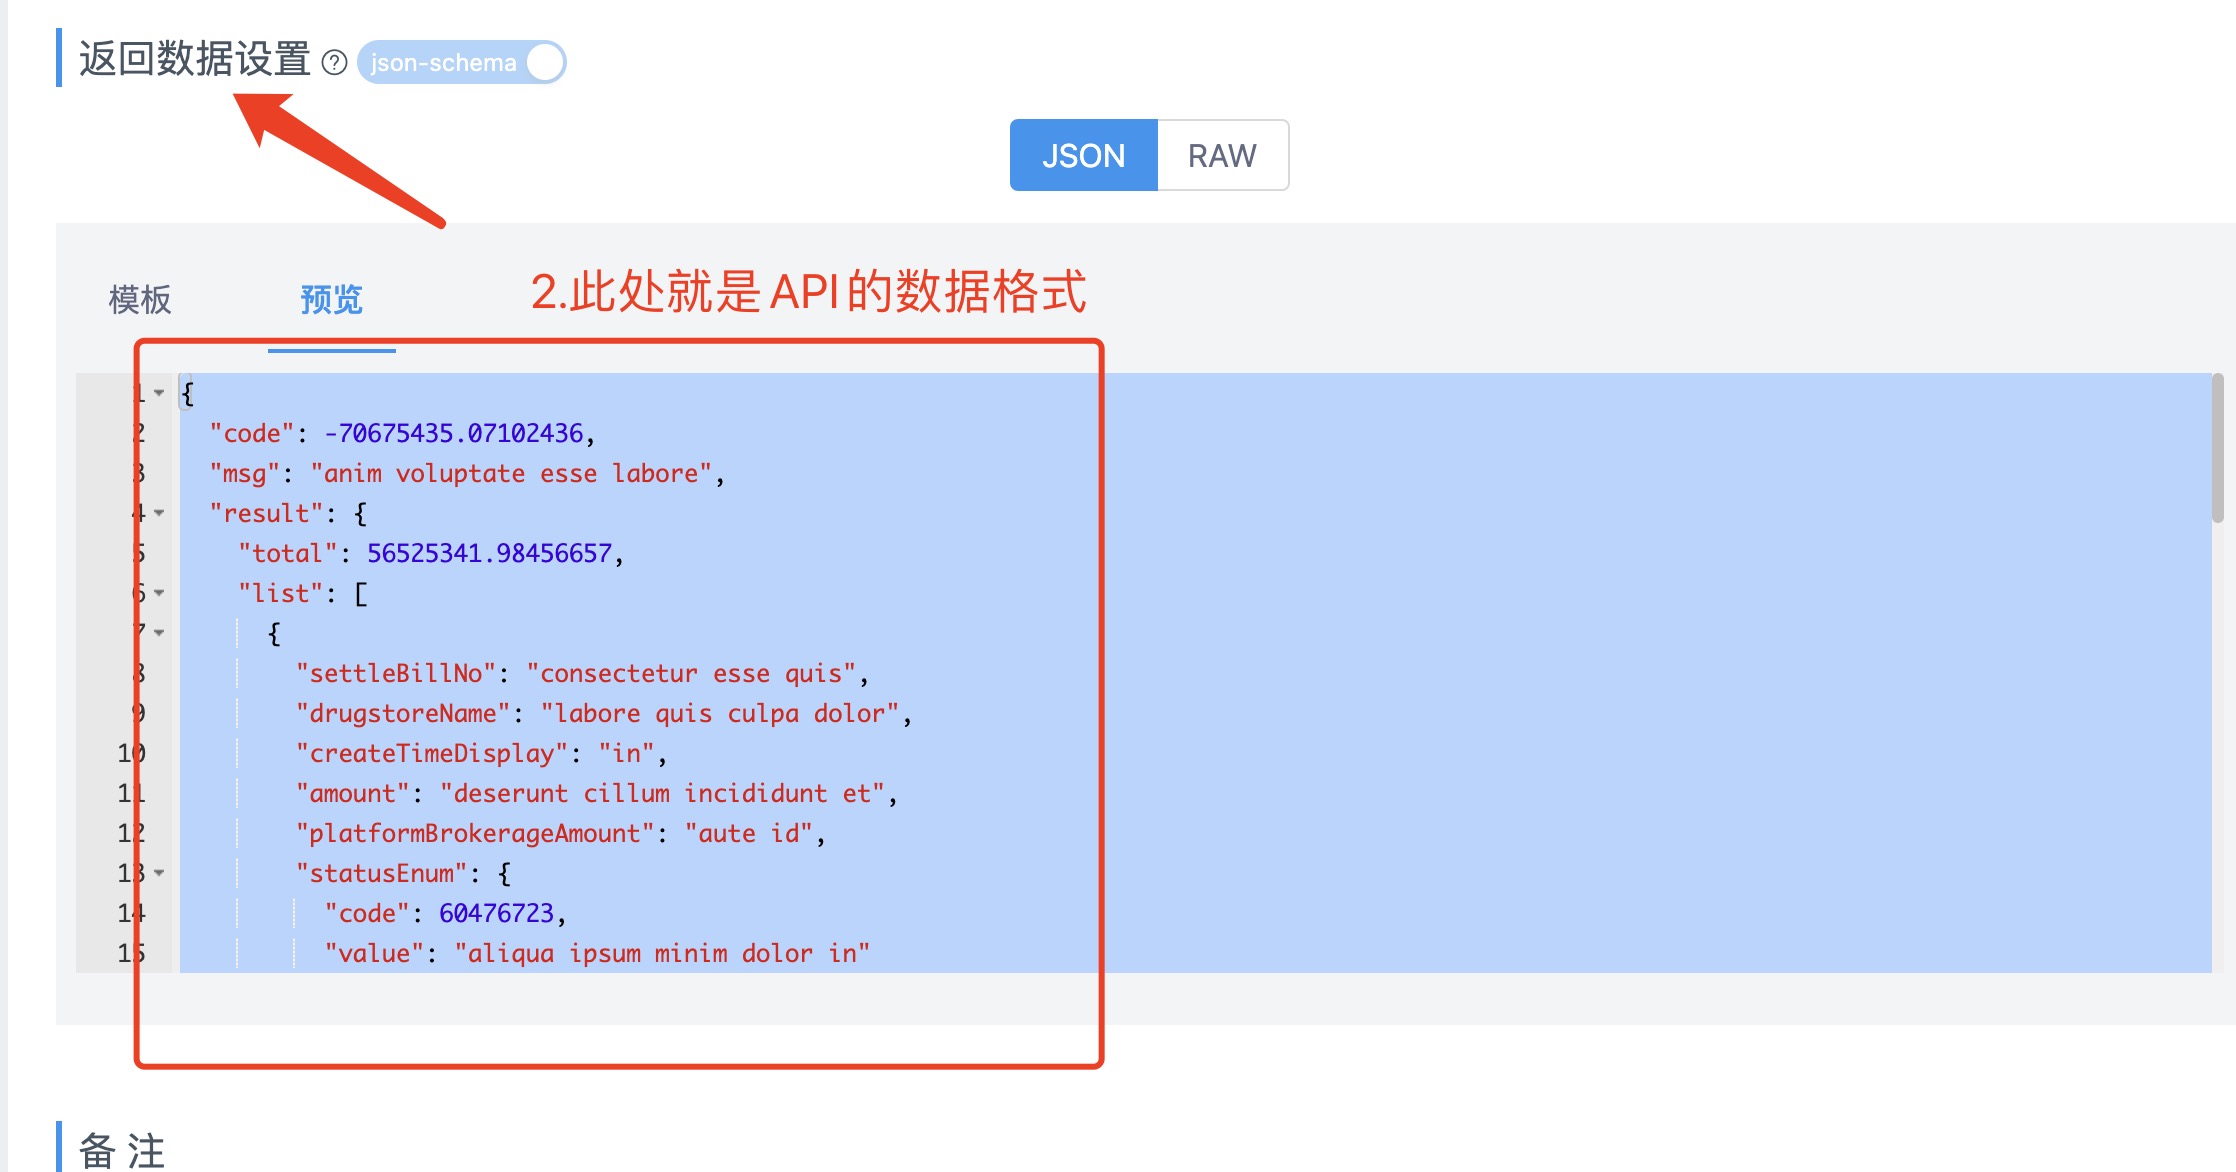 返回数据设置 ? json-schema
JSON RAW
模板 预览 2.此处就是API的数据格式
1 {
2 "code": -70675435.07102436,
3 "msg": "anim voluptate esse labore",
4 "result": {
5 "total": 56525341.98456657,
6 "list": [
7 {
8 "settleBillNo": "consectetur esse quis",
9 "drugstoreName": "labore quis culpa dolor",
10 "createTimeDisplay": "in",
11 "amount": "deserunt cillum incididunt et",
12 "platformBrokerageAmount": "aute id",
13 "statusEnum": {
14 "code": 60476723,
15 "value": "aliqua ipsum minim dolor in"
备 注